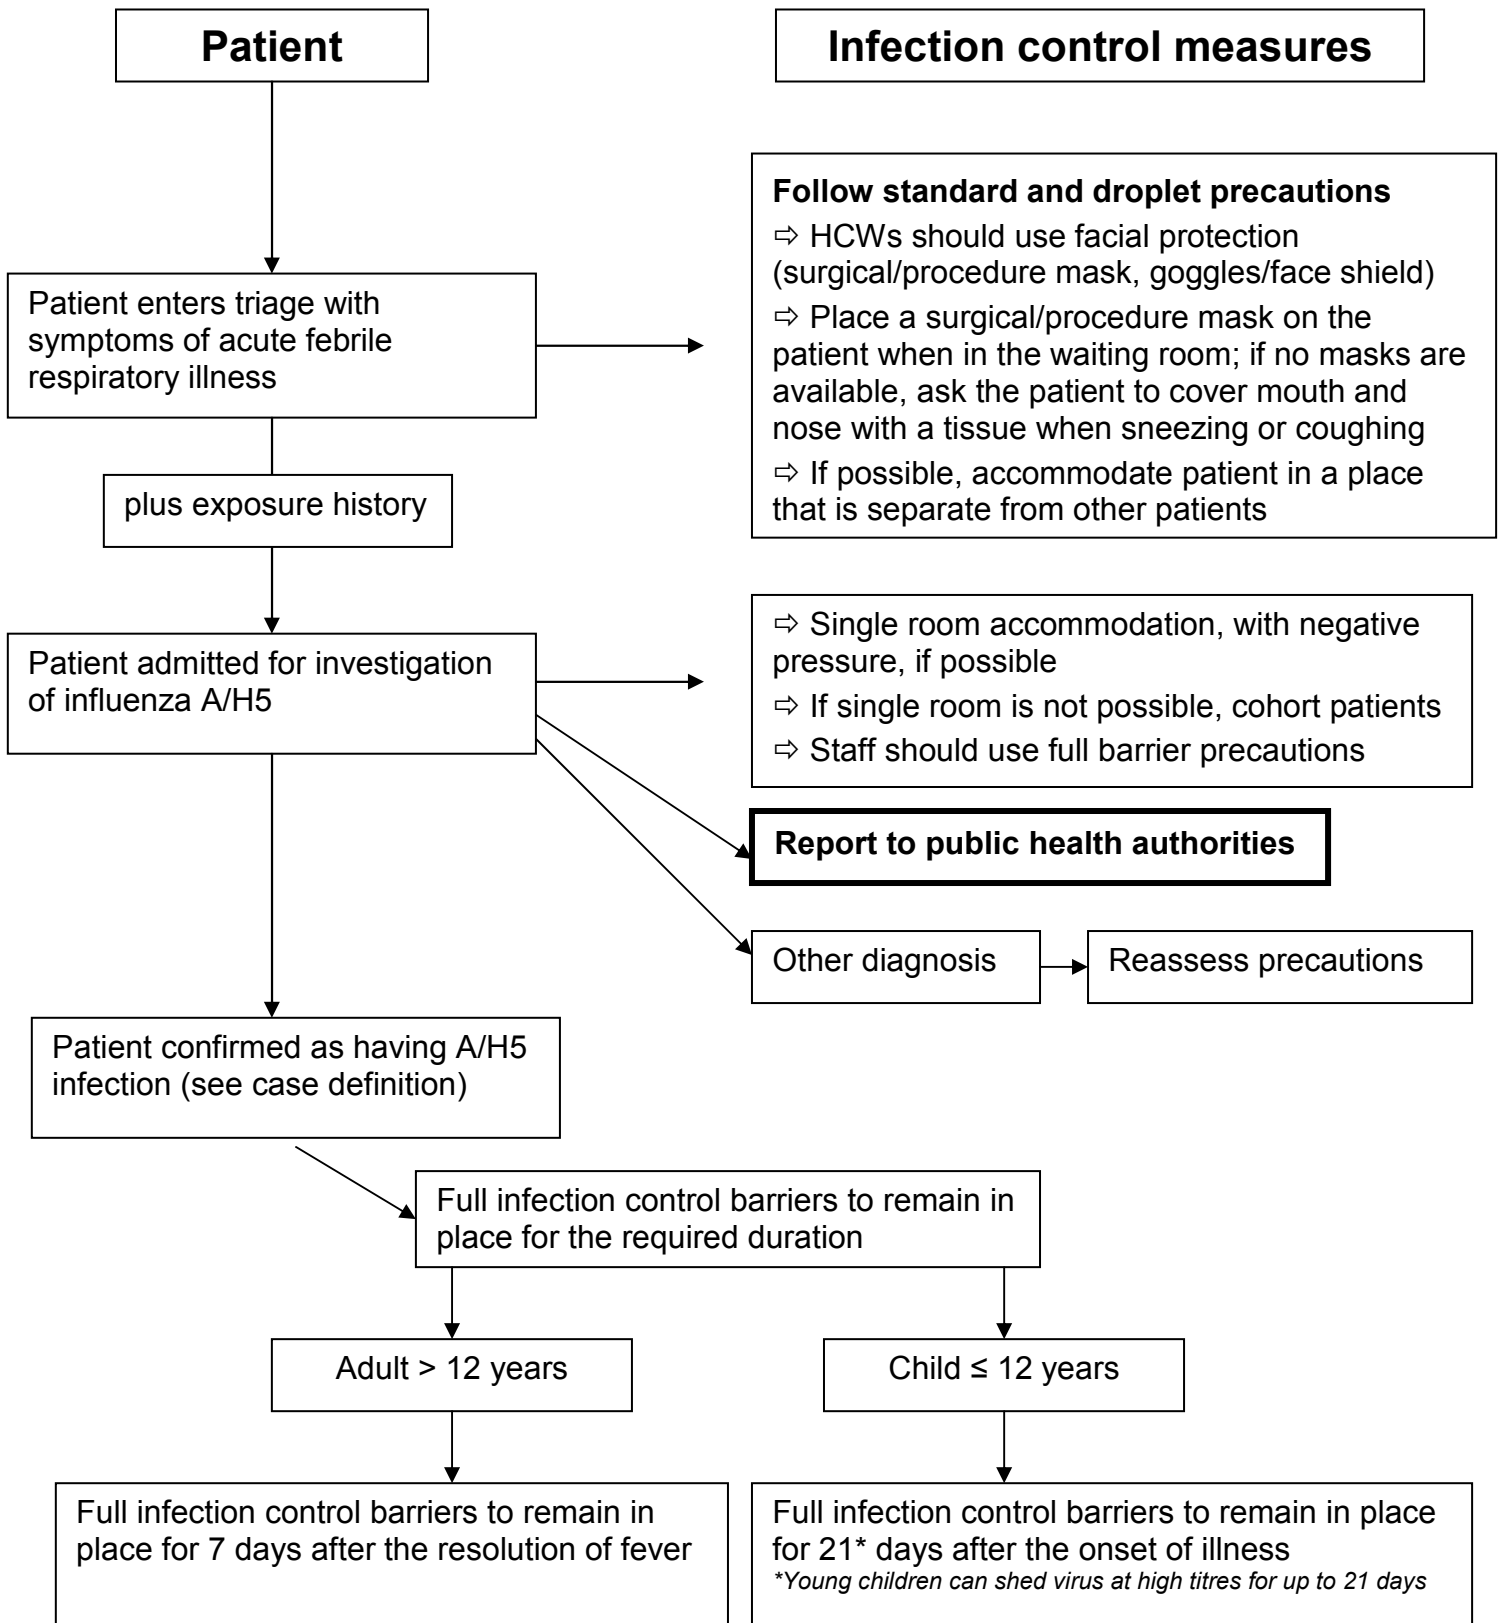 Patient
Infection control measures
Follow standard and droplet precautions
⇨ HCWs should use facial protection
(surgical/procedure mask, goggles/face shield)
⇨ Place a surgical/procedure mask on the
patient when in the waiting room; if no masks are
available, ask the patient to cover mouth and
nose with a tissue when sneezing or coughing
⇨ If possible, accommodate patient in a place
that is separate from other patients
Patient enters triage with
symptoms of acute febrile
respiratory illness
plus exposure history
Patient admitted for investigation
of influenza A/H5
⇨ Single room accommodation, with negative
pressure, if possible
⇨ If single room is not possible, cohort patients
⇨ Staff should use full barrier precautions
Report to public health authorities
Other diagnosis
Reassess precautions
Patient confirmed as having A/H5
infection (see case definition)
Full infection control barriers to remain in
place for the required duration
Adult > 12 years
Child ≤ 12 years
Full infection control barriers to remain in
place for 7 days after the resolution of fever
Full infection control barriers to remain in place
for 21* days after the onset of illness
*Young children can shed virus at high titres for up to 21 days